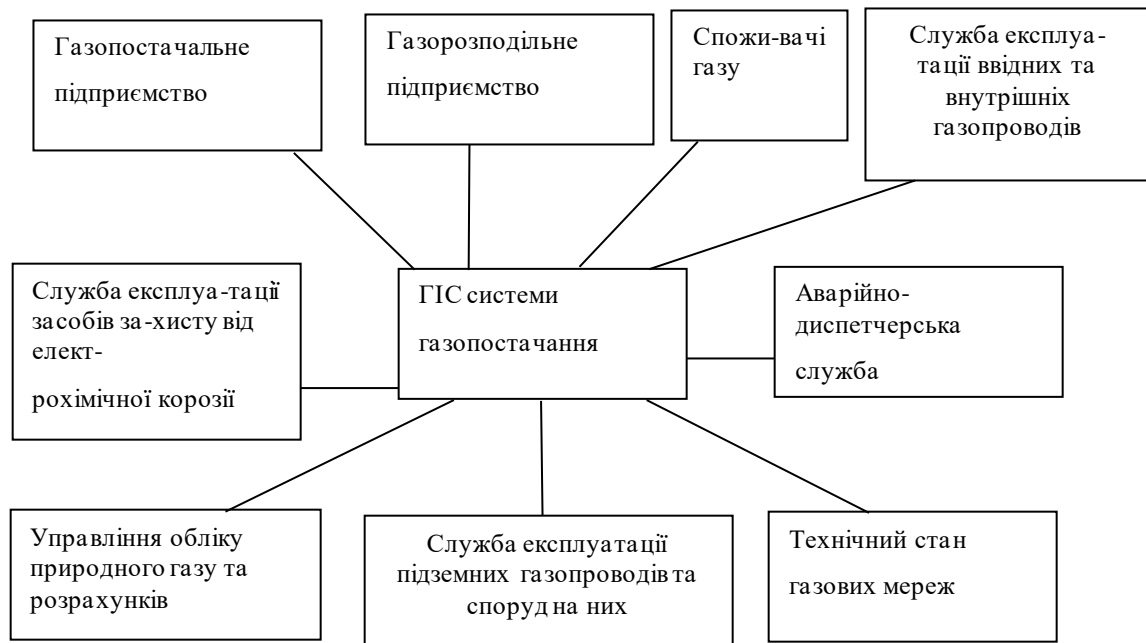 Газопостачальне
підприємство
Газорозподільне
підприємство
Спожи-вачі
газу
Служба експлуа-
тації ввідних та
внутрішніх
газопроводів
Служба експлуа-тації
засобів за-хисту від
елект-
рохімічної корозії
ГІС системи
газопостачання
Аварійно-
диспетчерська
служба
Управління обліку
природного газу та
розрахунків
Служба експлуатації
підземних газопроводів та
споруд на них
Технічний стан
газових мереж